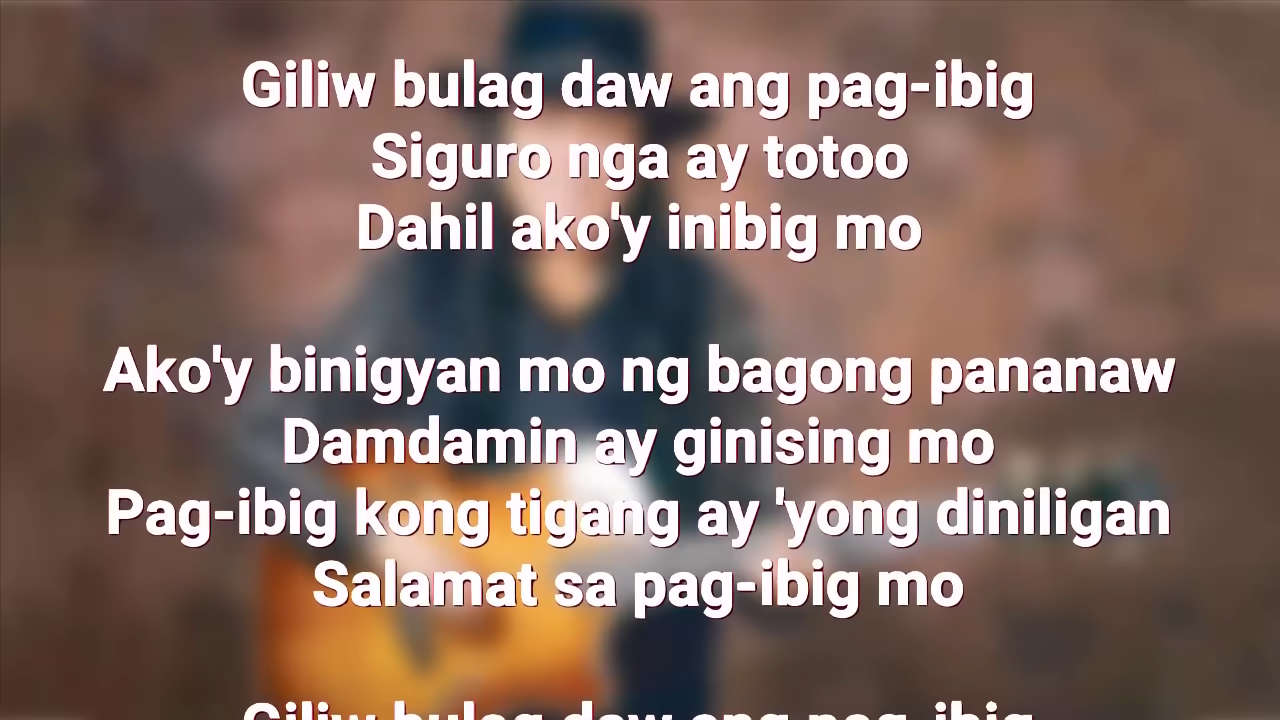 Giliw bulag daw ang pag-ibig
Siguro nga ay totoo
Dahil ako'y inibig mo
Ako'y binigyan mo ng bagong pananaw
Damdamin ay ginising mo
Pag-ibig kong tigang ay 'yong diniligan
Salamat sa pag-ibig mo
Giliw bulag daw ang pag-ibig